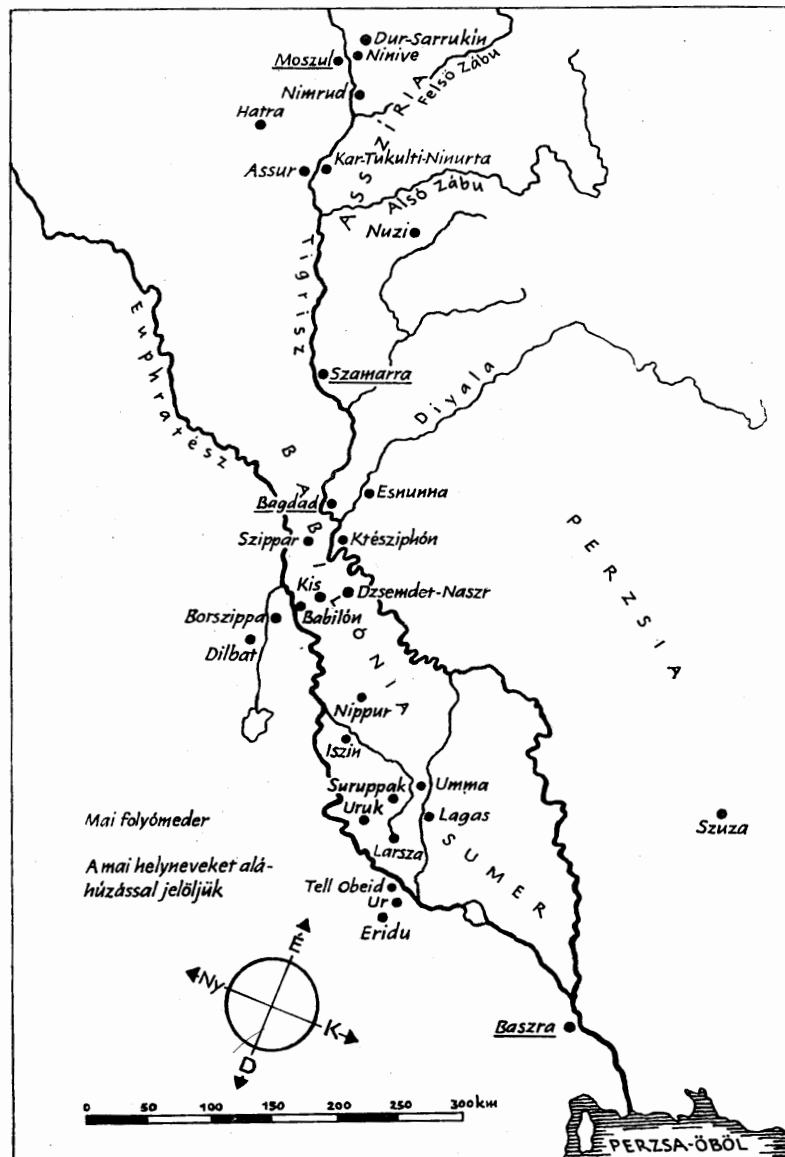 Dur-Sarrukin
Moszul
Ninive
Nimrud
Felső Zábu
Hatra
ASSZÍRIA
Assur
Kar-Tukulti-Ninurta
Alsó Zábu
Nuzi
Tigrisz
Euphratész
Szamarra
Diyala
BABILÓNIA
Bagdad
Esnunna
Szippar
Ktésziphón
PERZSIA
Kis
Dzsemdet-Naszr
Borszippa
Babilón
Dilbat
Nippur
Iszin
Suruppak
Umma
Uruk
Lagas
Szuza
Mai folyómeder
Larsza
SUMER
A mai helyneveket alá-
húzással jelöljük
Tell Obeid
Ur
Eridu
É
Ny
K
D
Baszra
0 50 100 150 200 250 300 km
PERZSA-ÖBÖL